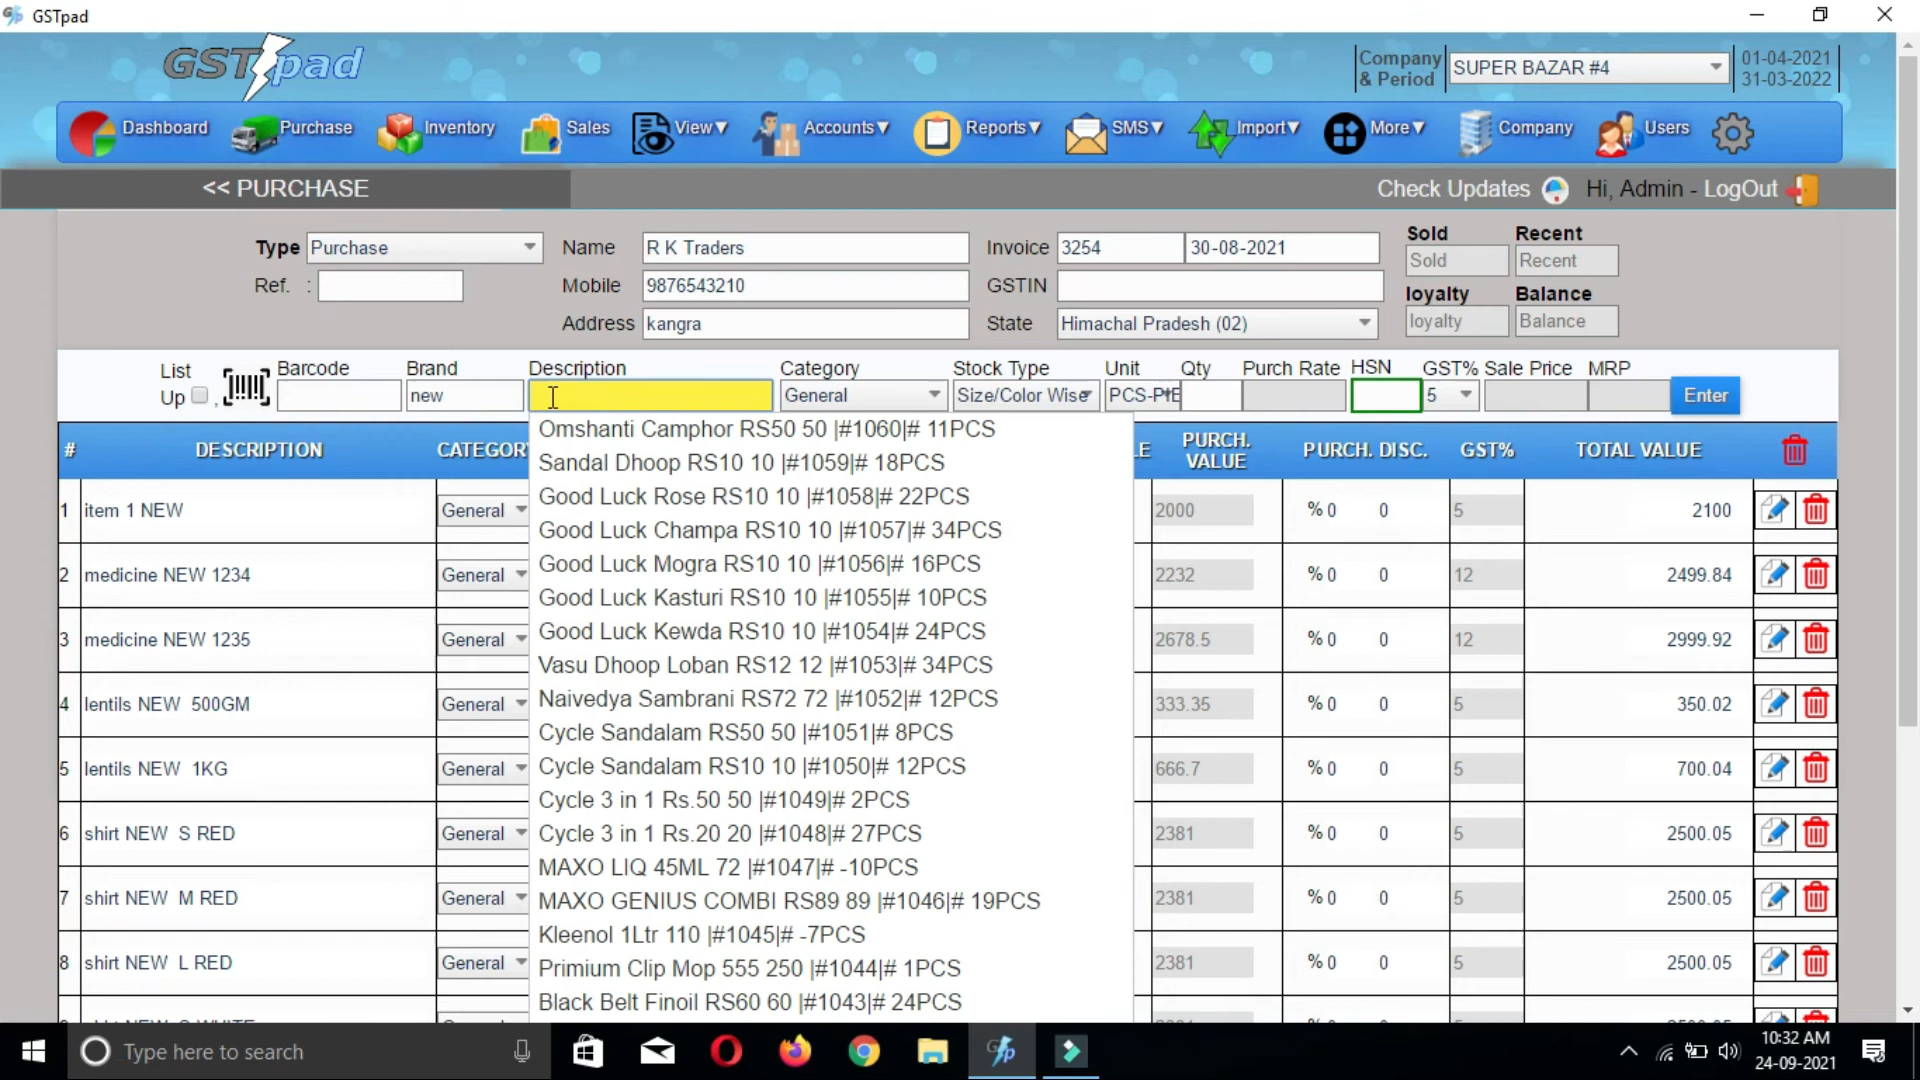 GSTpad
GSTpad
Company & Period
SUPER BAZAR #4
01-04-2021
31-03-2022
Dashboard
Purchase
Inventory
Sales
View▼
Accounts▼
Reports▼
SMS▼
Import▼
More▼
Company
Users
<< PURCHASE
Check Updates
Hi, Admin - LogOut
Type Purchase
Name R K Traders
Invoice 3254 30-08-2021
Sold Recent
Sold Recent
Ref. :
Mobile 9876543210
GSTIN
loyalty Balance
loyalty Balance
Address kangra
State Himachal Pradesh (02)
List Up ,
Barcode
Brand
Description
Category
Stock Type
Unit
Qty
Purch Rate
HSN
GST%
Sale Price
MRP
new
General
Size/Color Wise
5
Enter
# DESCRIPTION PURCH. VALUE PURCH. DISC. GST% TOTAL VALUE
Omshanti Camphor RS50 50 |#1060|# 11PCS
Sandal Dhoop RS10 10 |#1059|# 18PCS
Good Luck Rose RS10 10 |#1058|# 22PCS
Good Luck Champa RS10 10 |#1057|# 34PCS
Good Luck Mogra RS10 10 |#1056|# 16PCS
Good Luck Kasturi RS10 10 |#1055|# 10PCS
Good Luck Kewda RS10 10 |#1054|# 24PCS
Vasu Dhoop Loban RS12 12 |#1053|# 34PCS
Naivedya Sambrani RS72 72 |#1052|# 12PCS
Cycle Sandalam RS50 50 |#1051|# 8PCS
Cycle Sandalam RS10 10 |#1050|# 12PCS
Cycle 3 in 1 Rs.50 50 |#1049|# 2PCS
Cycle 3 in 1 Rs.20 20 |#1048|# 27PCS
MAXO LIQ 45ML 72 |#1047|# -10PCS
MAXO GENIUS COMBI RS89 89 |#1046|# 19PCS
Kleenol 1Ltr 110 |#1045|# -7PCS
Primium Clip Mop 555 250 |#1044|# 1PCS
Black Belt Finoil RS60 60 |#1043|# 24PCS
1 item 1 NEW General 2000 % 0 0 5 2100
2 medicine NEW 1234 General 2232 % 0 0 12 2499.84
3 medicine NEW 1235 General 2678.5 % 0 0 12 2999.92
4 lentils NEW 500GM General 333.35 % 0 0 5 350.02
5 lentils NEW 1KG General 666.7 % 0 0 5 700.04
6 shirt NEW S RED General 2381 % 0 0 5 2500.05
7 shirt NEW M RED General 2381 % 0 0 5 2500.05
8 shirt NEW L RED General 2381 % 0 0 5 2500.05
Type here to search
10:32 AM
24-09-2021